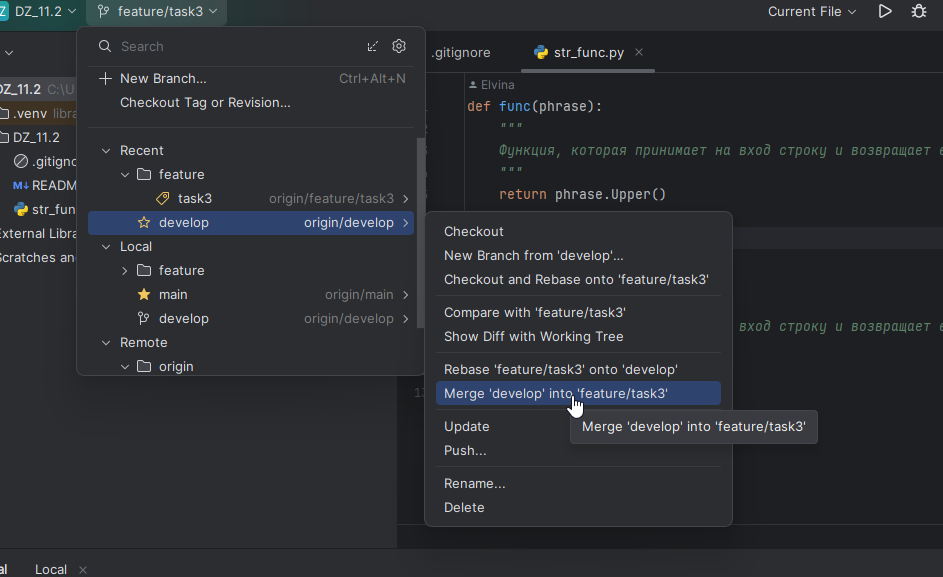 Z DZ_11.2 feature/task3 Current File
Search
New Branch... Ctrl+Alt+N
Checkout Tag or Revision...
Recent
feature
task3 origin/feature/task3
develop origin/develop
Local
feature
main origin/main
develop origin/develop
Remote
origin
DZ_11.2 C:\U
.venv libra
DZ_11.2
.gitigno
M↓ READM
str_fun
External Libra
Scratches an
.gitignore str_func.py
Elvina
def func(phrase):
"""
Функция, которая принимает на вход строку и возвращает
"""
return phrase.Upper()
вход строку и возвращает
Checkout
New Branch from 'develop'...
Checkout and Rebase onto 'feature/task3'
Compare with 'feature/task3'
Show Diff with Working Tree
Rebase 'feature/task3' onto 'develop'
Merge 'develop' into 'feature/task3'
Merge 'develop' into 'feature/task3'
Update
Push...
Rename...
Delete
al Local